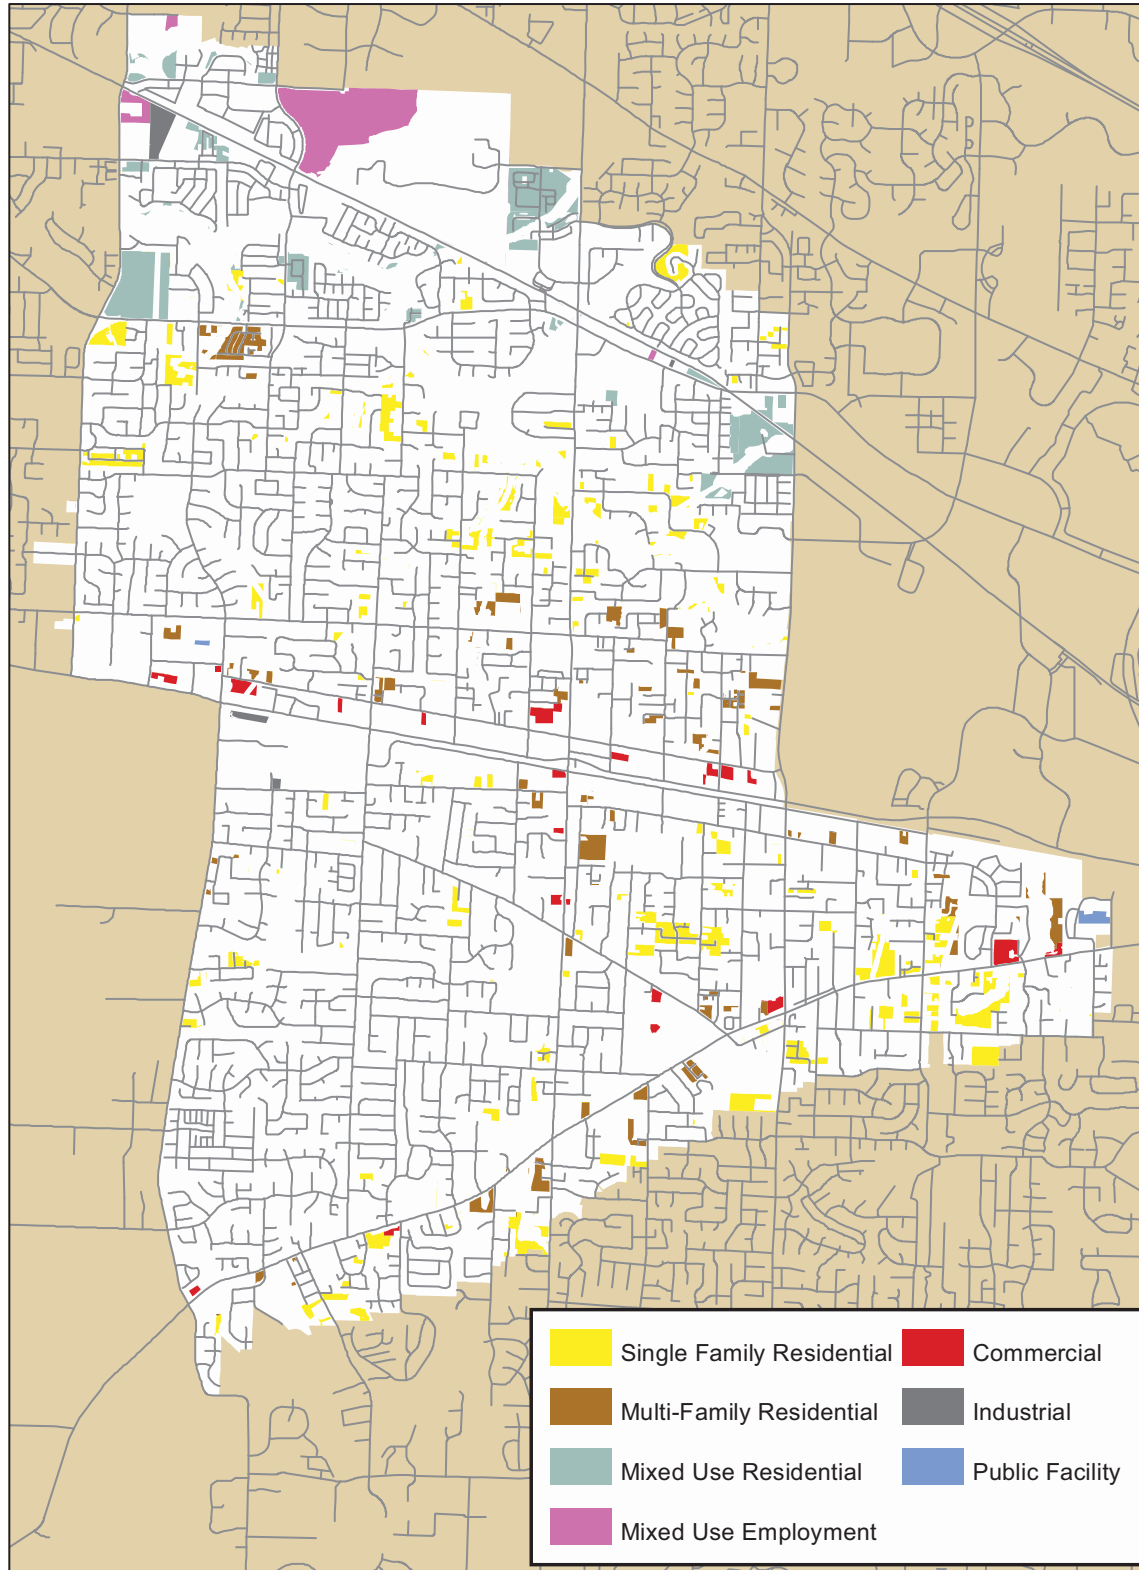 Single Family Residential
Commercial
Multi-Family Residential
Industrial
Mixed Use Residential
Public Facility
Mixed Use Employment